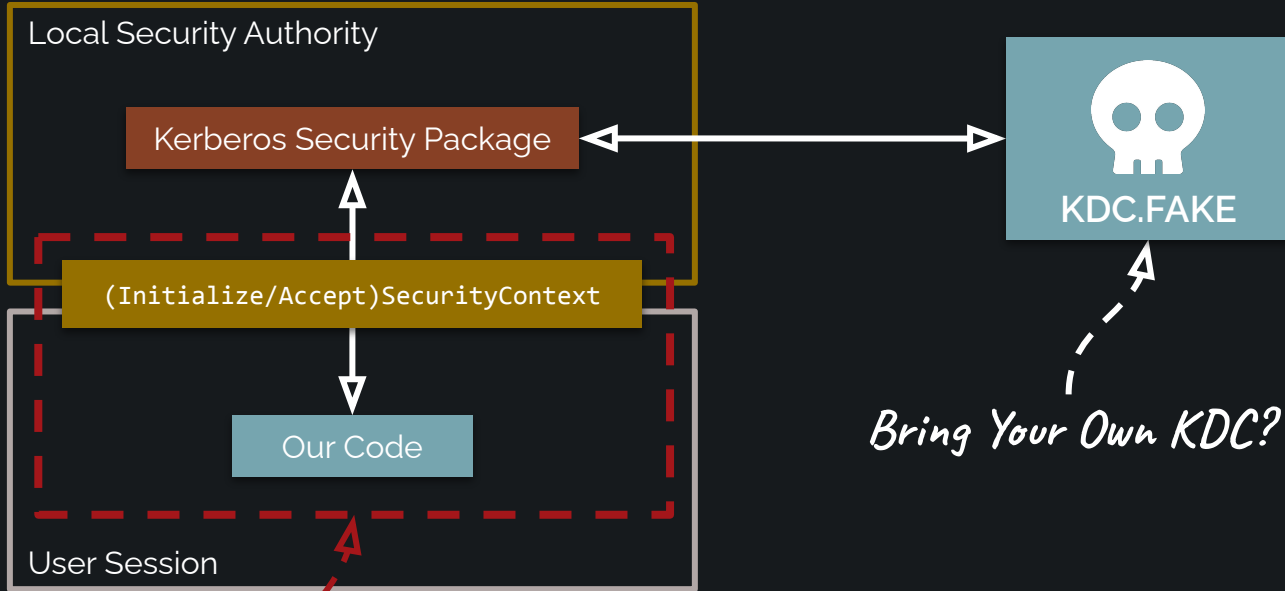 Local Security Authority
Kerberos Security Package
KDC.FAKE
(Initialize/Accept)SecurityContext
Our Code
Bring Your Own KDC?
User Session